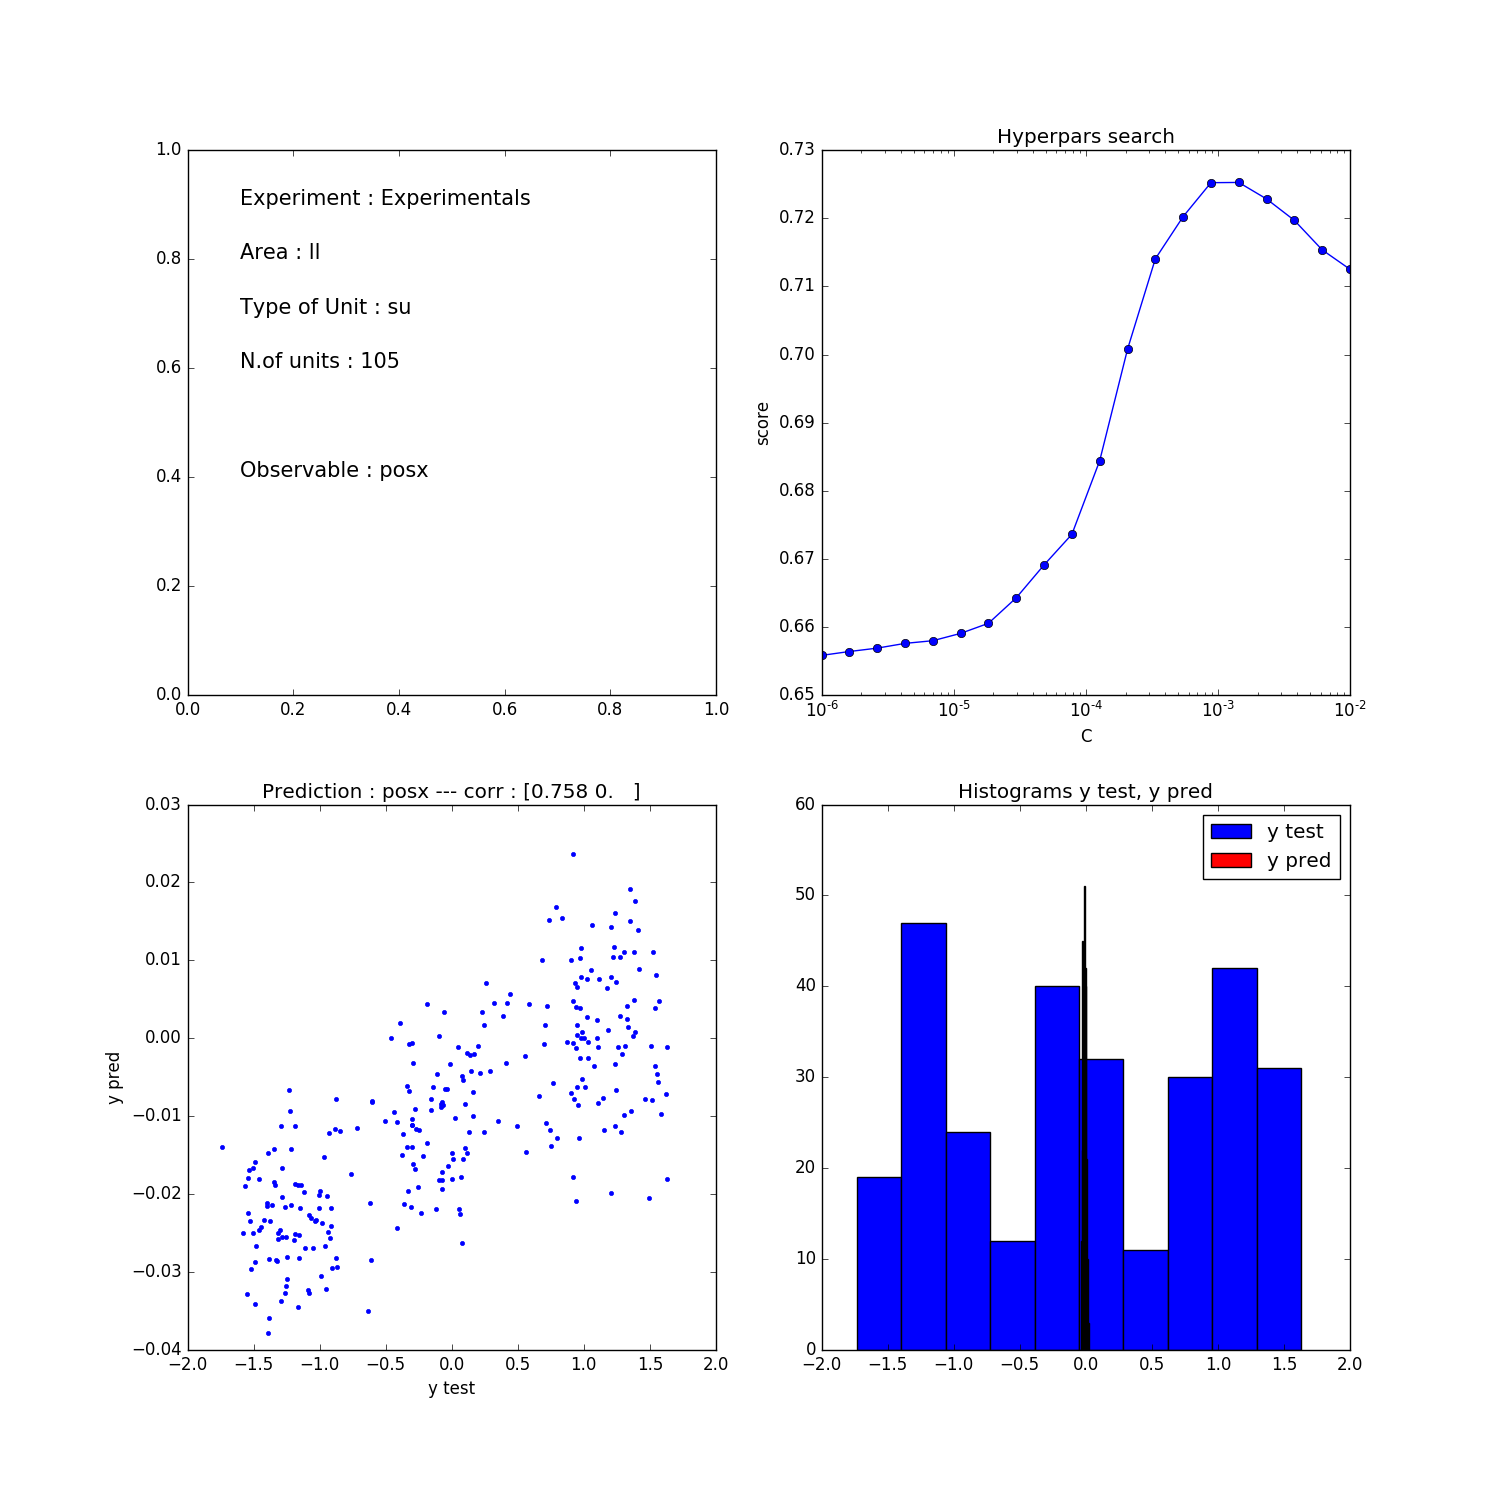 Experiment : Experimentals
Area : ll
Type of Unit : su
N.of units : 105
Observable : posx
1.0
0.8
0.6
0.4
0.2
0.0
0.0 0.2 0.4 0.6 0.8 1.0
Hyperpars search
0.73
0.72
0.71
0.70
0.69
0.68
0.67
0.66
0.65
score
10-6 10-5 10-4 10-3 10-2
C
Prediction : posx --- corr : [0.758 0. ]
0.03
0.02
0.01
0.00
−0.01
−0.02
−0.03
−0.04
y pred
−2.0 −1.5 −1.0 −0.5 0.0 0.5 1.0 1.5 2.0
y test
Histograms y test, y pred
y test
y pred
60
50
40
30
20
10
0
−2.0 −1.5 −1.0 −0.5 0.0 0.5 1.0 1.5 2.0